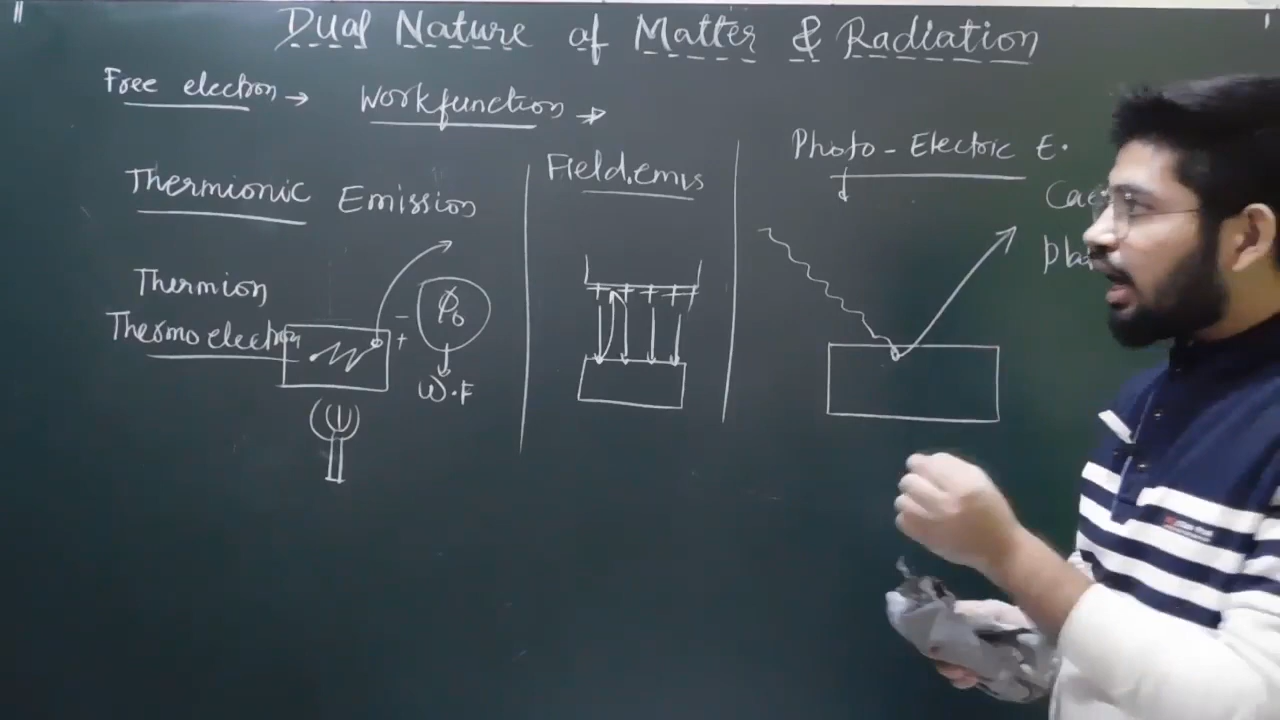 Dual Nature of Matter & Radiation
Free electron → Workfunction →
Thermionic Emission
Thermion
Thermoelectron
- +
ϕ₀
W.F
Field.emis
+ + + + +
Photo - Electric E.